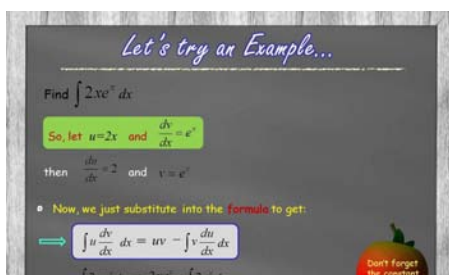 Let's try an Example...
Find ∫ 2xeˣ dx
So, let u=2x and dv/dx = eˣ
then du/dx = 2 and v = eˣ
Now, we just substitute into the formula to get:
∫ u dv/dx dx = uv − ∫ v du/dx dx
Don't forget
the constant